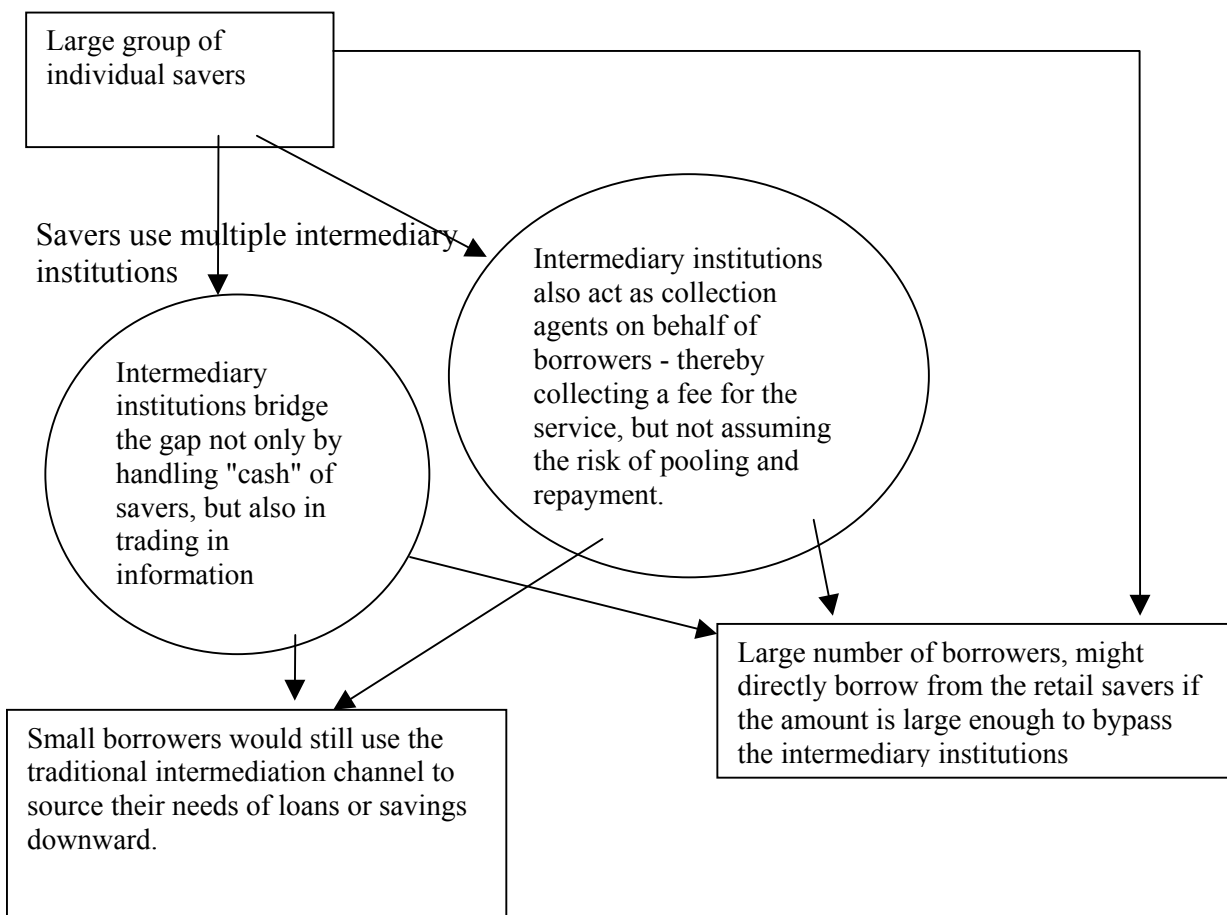 Large group of
individual savers
Savers use multiple intermediary
institutions
Intermediary institutions
also act as collection
agents on behalf of
borrowers - thereby
collecting a fee for the
service, but not assuming
the risk of pooling and
repayment.
Intermediary
institutions bridge
the gap not only by
handling "cash" of
savers, but also in
trading in
information
Large number of borrowers, might
directly borrow from the retail savers if
the amount is large enough to bypass
the intermediary institutions
Small borrowers would still use the
traditional intermediation channel to
source their needs of loans or savings
downward.